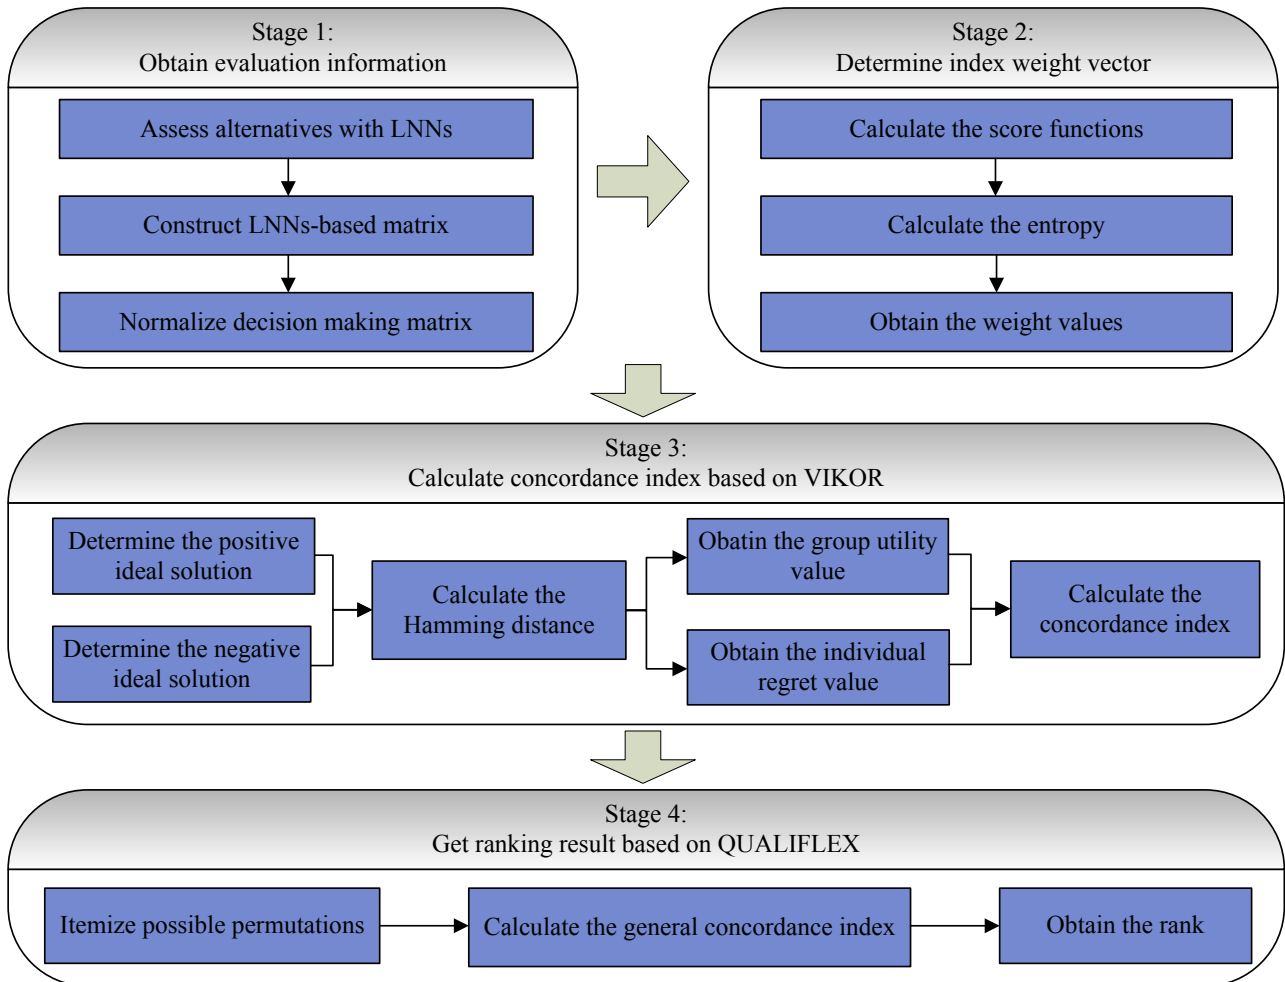 Stage 1:
Obtain evaluation information
Assess alternatives with LNNs
Construct LNNs-based matrix
Normalize decision making matrix
Stage 2:
Determine index weight vector
Calculate the score functions
Calculate the entropy
Obtain the weight values
Stage 3:
Calculate concordance index based on VIKOR
Determine the positive
ideal solution
Determine the negative
ideal solution
Calculate the
Hamming distance
Obatin the group utility
value
Obtain the individual
regret value
Calculate the
concordance index
Stage 4:
Get ranking result based on QUALIFLEX
Itemize possible permutations
Calculate the general concordance index
Obtain the rank